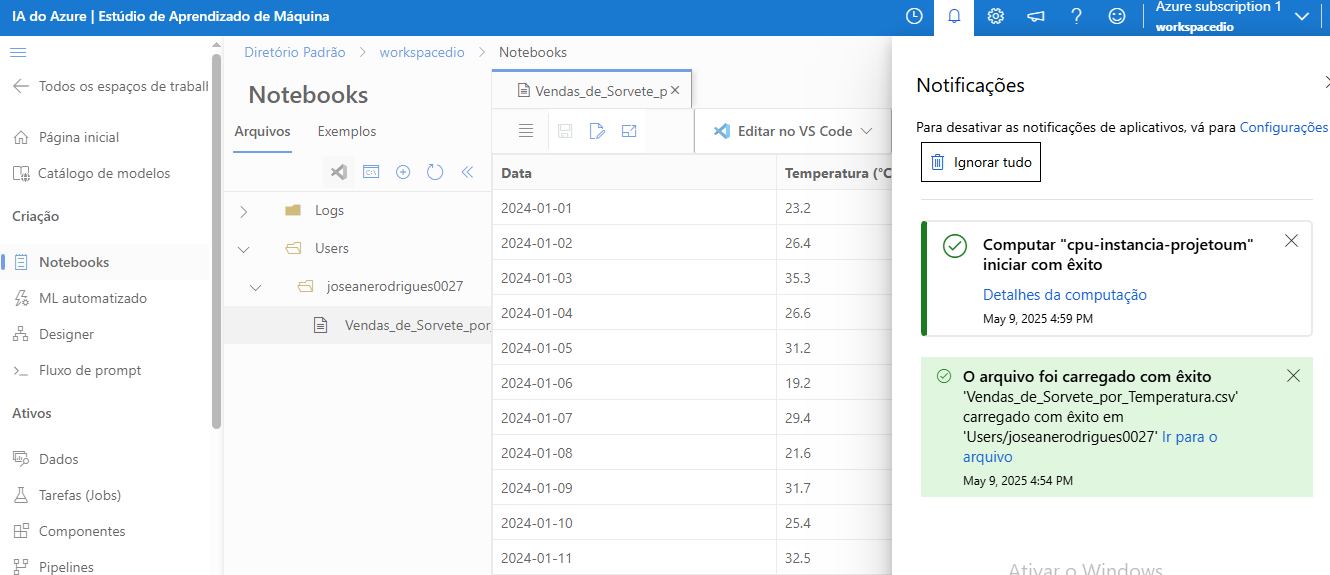 IA do Azure | Estúdio de Aprendizado de Máquina
Azure subscription 1
workspacedio
Todos os espaços de traball
Página inicial
Catálogo de modelos
Criação
Notebooks
ML automatizado
Designer
Fluxo de prompt
Ativos
Dados
Tarefas (Jobs)
Componentes
Pipelines
Diretório Padrão > workspacedio > Notebooks
Notebooks
Arquivos Exemplos
Logs
Users
joseanerodrigues0027
Vendas_de_Sorvete_por_
Vendas_de_Sorvete_p
Editar no VS Code
Data Temperatura (°C
2024-01-01 23.2
2024-01-02 26.4
2024-01-03 35.3
2024-01-04 26.6
2024-01-05 31.2
2024-01-06 19.2
2024-01-07 29.4
2024-01-08 21.6
2024-01-09 31.7
2024-01-10 25.4
2024-01-11 32.5
Notificações
Para desativar as notificações de aplicativos, vá para Configurações
Ignorar tudo
Computar "cpu-instancia-projetoum"
iniciar com êxito
Detalhes da computação
May 9, 2025 4:59 PM
O arquivo foi carregado com êxito
'Vendas_de_Sorvete_por_Temperatura.csv'
carregado com êxito em
'Users/joseanerodrigues0027' Ir para o
arquivo
May 9, 2025 4:54 PM
Ativar o Windows